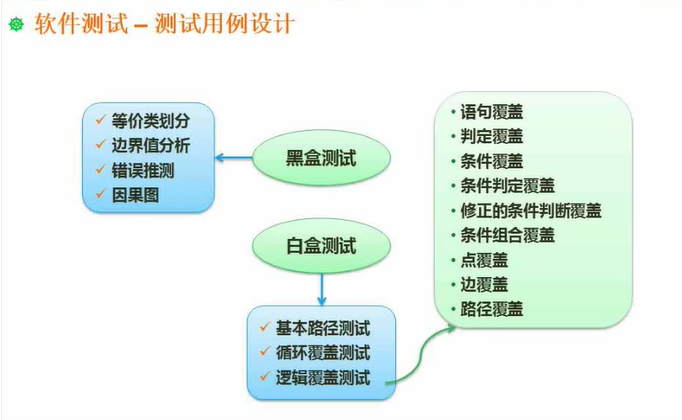 软件测试 – 测试用例设计
✓ 等价类划分
✓ 边界值分析
✓ 错误推测
✓ 因果图
黑盒测试
白盒测试
✓ 基本路径测试
✓ 循环覆盖测试
✓ 逻辑覆盖测试
• 语句覆盖
• 判定覆盖
• 条件覆盖
• 条件判定覆盖
• 修正的条件判断覆盖
• 条件组合覆盖
• 点覆盖
• 边覆盖
• 路径覆盖